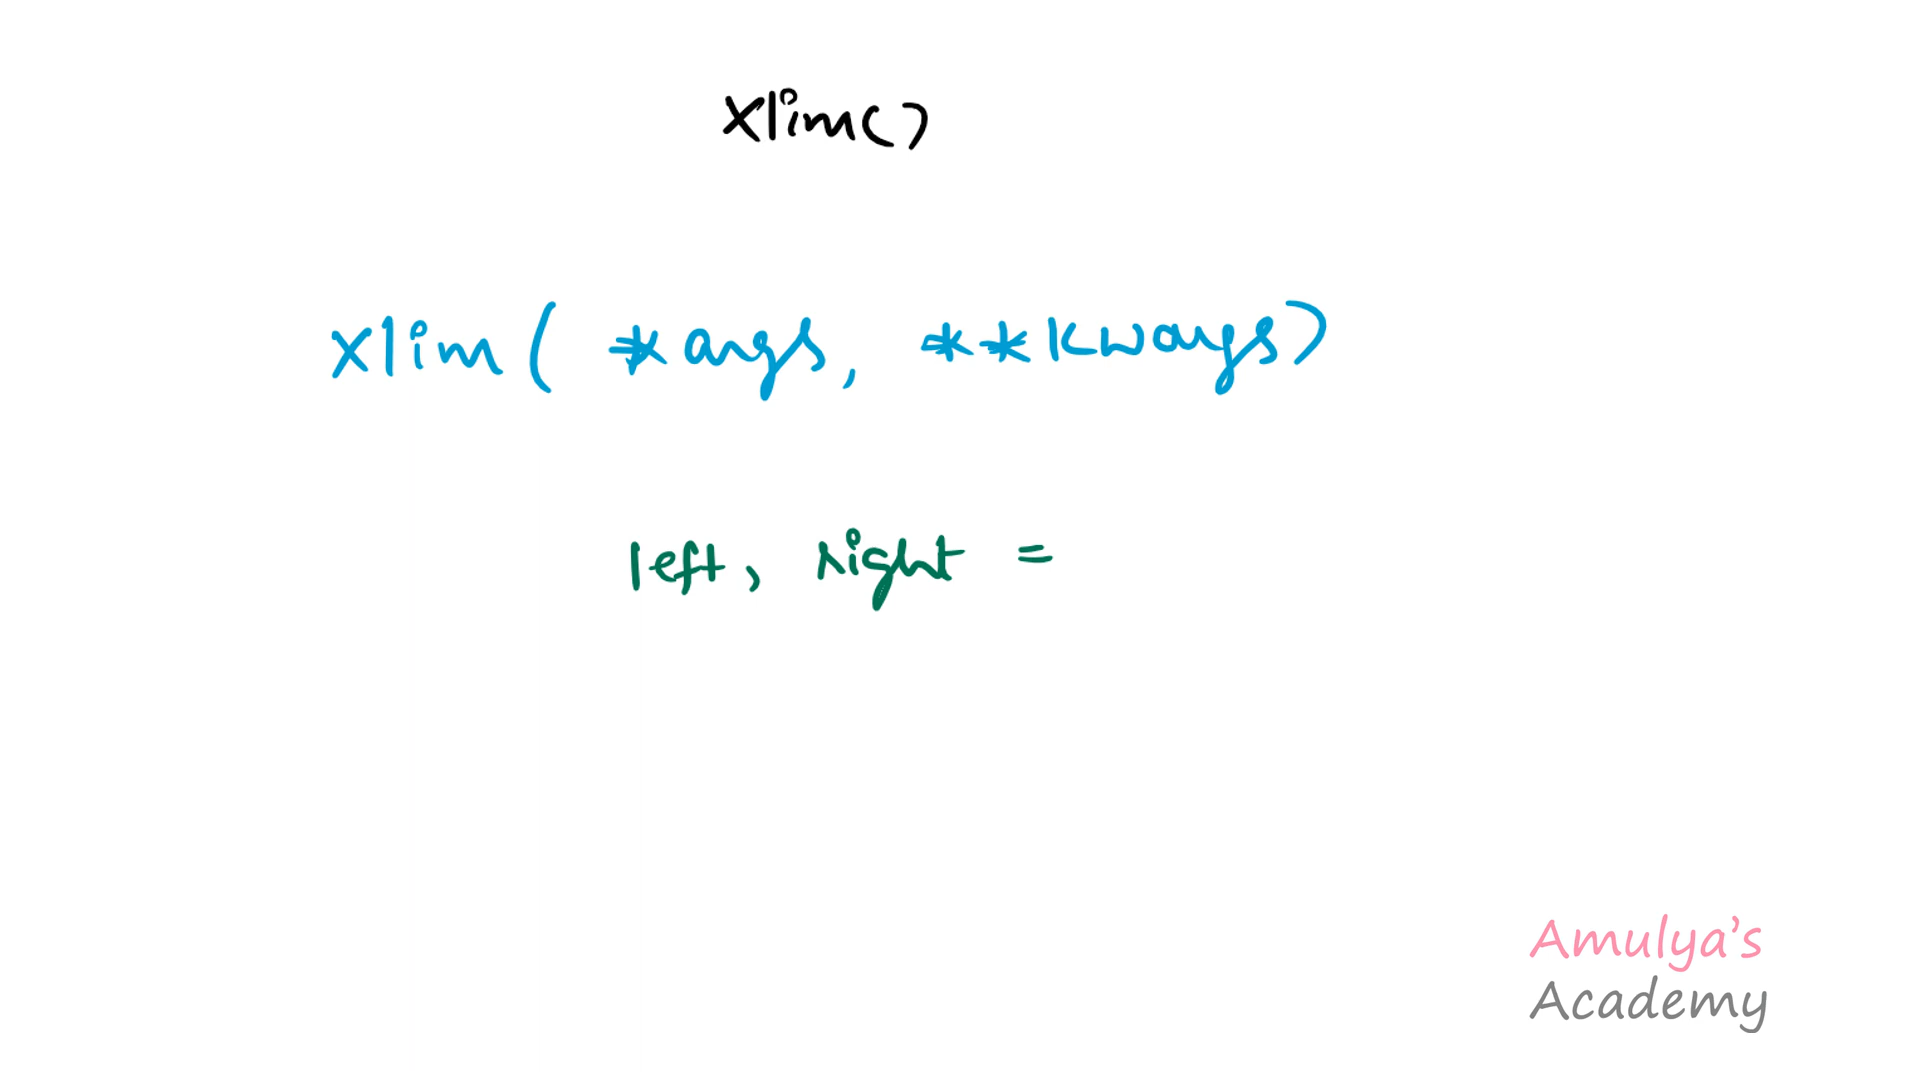 xlim()
xlim( *args, **kwargs)
left, right =
Amulya's
Academy